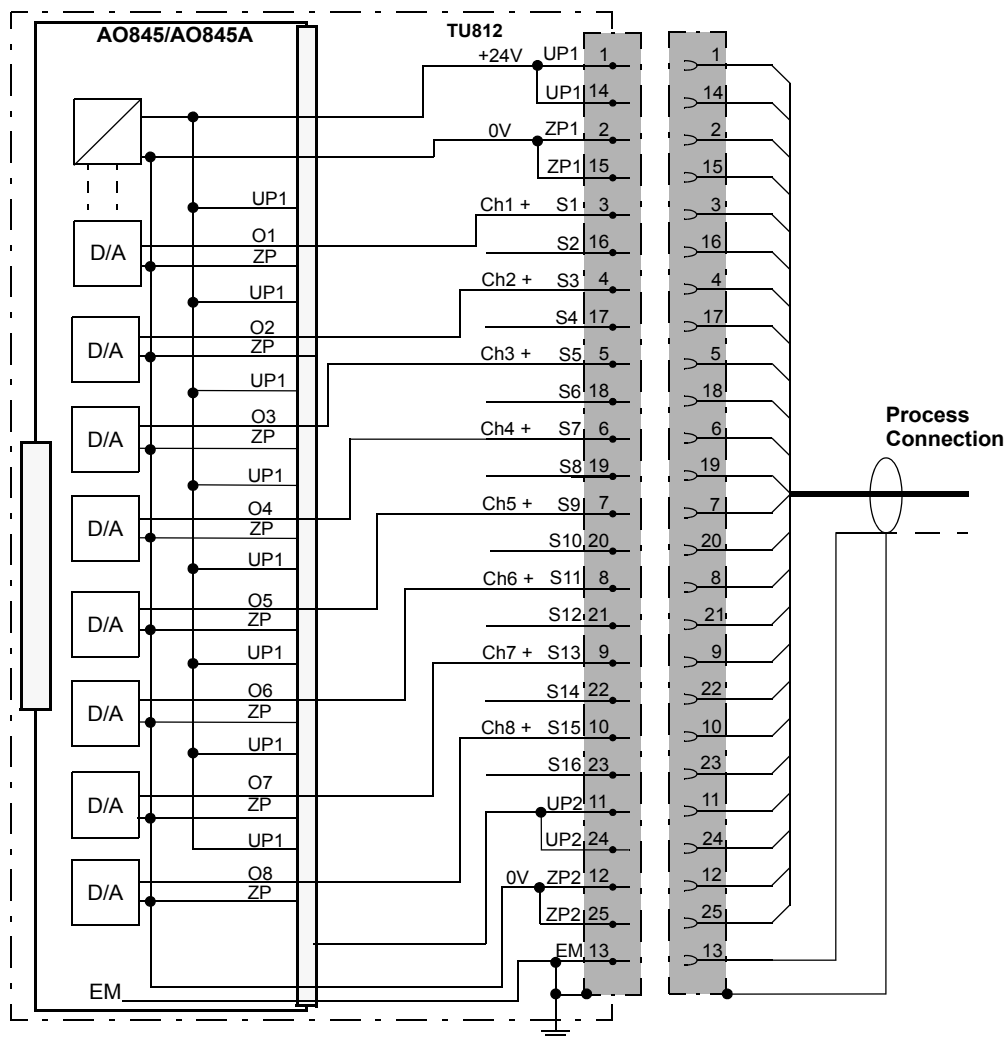 AO845/AO845A
TU812
+24V UP1 1 1
UP1 14 14
0V ZP1 2 2
ZP1 15 15
UP1
Ch1 + S1 3 3
O1
D/A
ZP
S2 16 16
Ch2 + S3 4 4
UP1
S4 17 17
O2
D/A
ZP
Ch3 + S5 5 5
UP1
S6 18 18
O3
D/A
ZP
Ch4 + S7 6 6
Process
Connection
S8 19 19
UP1
Ch5 + S9 7 7
O4
D/A
ZP
S10 20 20
UP1
Ch6 + S11 8 8
O5
D/A
ZP
S12 21 21
UP1
Ch7 + S13 9 9
O6
D/A
ZP
S14 22 22
Ch8 + S15 10 10
UP1
S16 23 23
O7
D/A
ZP
UP2 11 11
UP1
UP2 24 24
O8
D/A
ZP
0V ZP2 12 12
ZP2 25 25
EM 13 13
EM